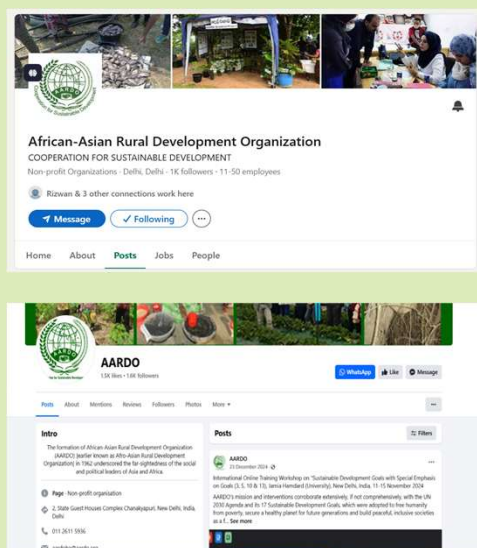 AARDO
African-Asian Rural Development Organization
COOPERATION FOR SUSTAINABLE DEVELOPMENT
Non-profit Organizations · Delhi, Delhi · 1K followers · 11-50 employees
Rizwan & 3 other connections work here
Message
Following
Home About Posts Jobs People
AARDO
AARDO
1.5K likes • 1.6K followers
WhatsApp Like Message
Posts About Mentions Reviews Followers Photos More
Intro
The formation of African Asian Rural Development Organization
(AARDO) (earlier known as Afro-Asian Rural Development
Organization) in 1962 underscored the far-sightedness of the social
and political leaders of Asia and Africa.
Page · Non-profit organisation
2, State Guest Houses Complex Chanakyapuri, New Delhi, India,
Delhi
011 2611 5936
Posts
Filters
AARDO
23 December 2024
International Online Training Workshop on "Sustainable Development Goals with Special Emphasis
on Goals (3, 5, 10 & 13), Jamia Hamdard (University), New Delhi, India, 11-15 November 2024
AARDO's mission and interventions corroborate extensively, if not comprehensively, with the UN
2030 Agenda and its 17 Sustainable Development Goals, which were adopted to free humanity
from poverty, secure a healthy planet for future generations and build peaceful, inclusive societies
as a f... See more